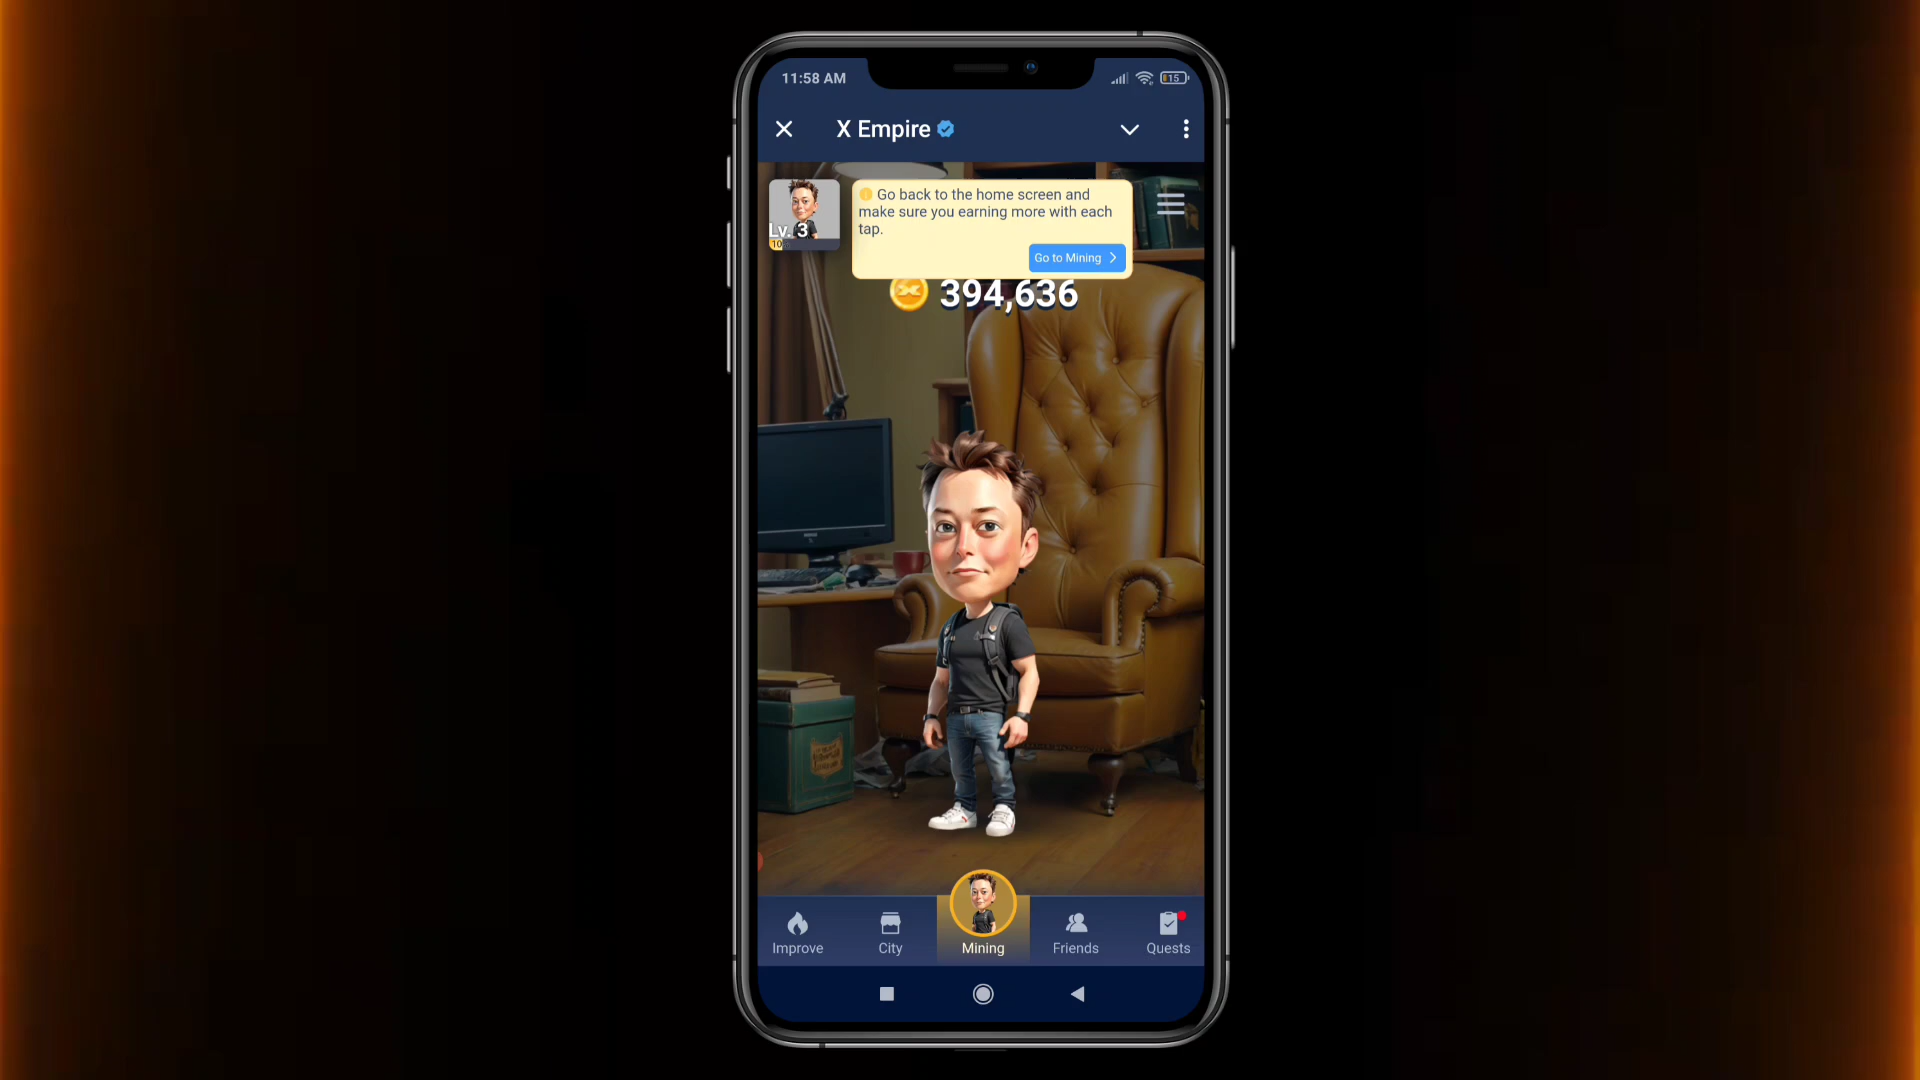 11:58 AM
15
X Empire
Go back to the home screen and
make sure you earning more with each
tap.
Go to Mining
Lv. 3
394,636
Improve
City
Mining
Friends
Quests